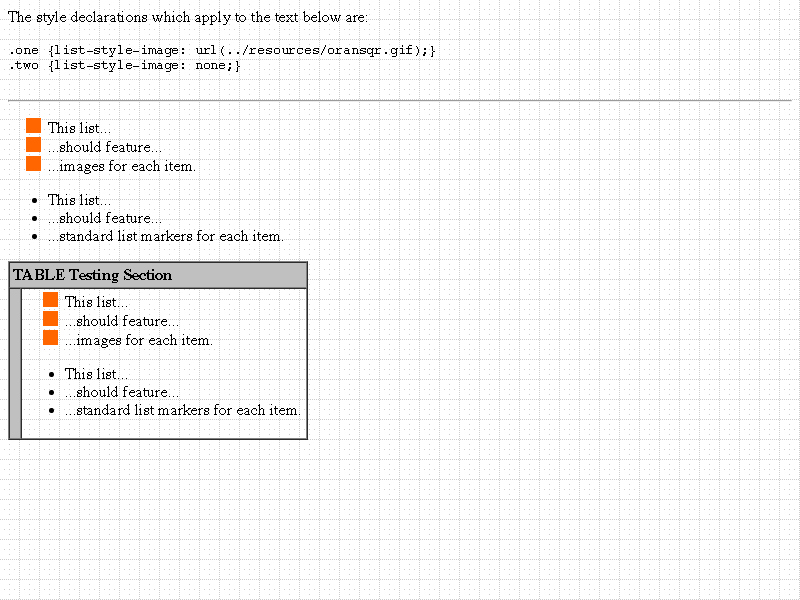 The style declarations which apply to the text below are:
.one {list-style-image: url(../resources/oransqr.gif);}
.two {list-style-image: none;}
This list...
...should feature...
...images for each item.
This list...
...should feature...
...standard list markers for each item.
TABLE Testing Section
This list...
...should feature...
...images for each item.
This list...
...should feature...
...standard list markers for each item.